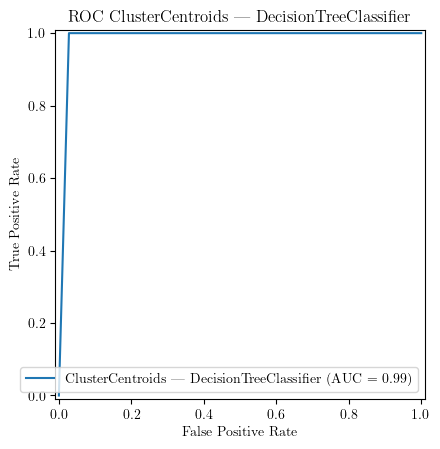 ROC ClusterCentroids — DecisionTreeClassifier
1.0
0.8
0.6
0.4
0.2
0.0
True Positive Rate
ClusterCentroids — DecisionTreeClassifier (AUC = 0.99)
0.0 0.2 0.4 0.6 0.8 1.0
False Positive Rate